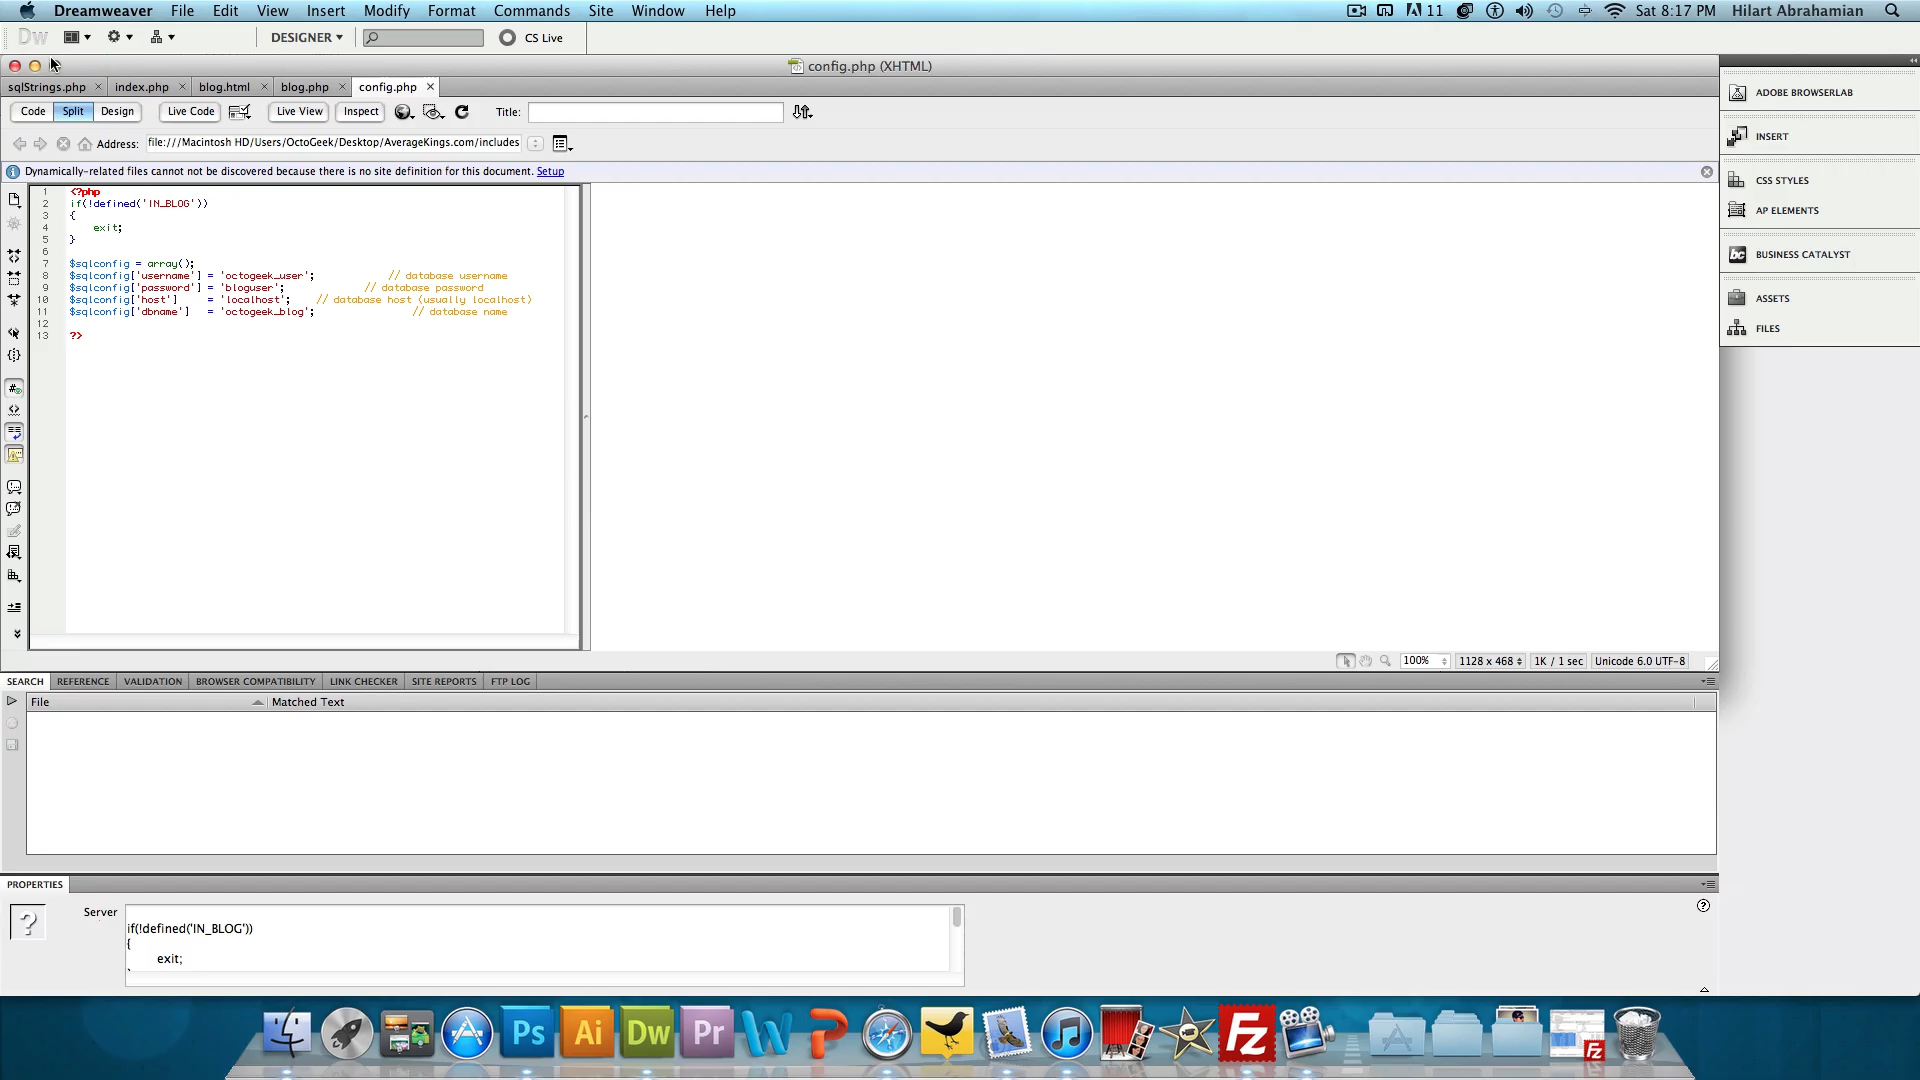 Dreamweaver File Edit View Insert Modify Format Commands Site Window Help 11 Sat 8:17 PM Hilart Abrahamian
Dw DESIGNER CS Live
config.php (XHTML)
sqlStrings.php index.php blog.html blog.php config.php
Code Split Design Live Code Live View Inspect Title:
Address: file:///Macintosh HD/Users/OctoGeek/Desktop/AverageKings.com/includes
Dynamically-related files cannot not be discovered because there is no site definition for this document. Setup
1 <?php
2 if(!defined('IN_BLOG'))
3 {
4 exit;
5 }
6
7 $sqlconfig = array();
8 $sqlconfig['username'] = 'octogeek_user'; // database username
9 $sqlconfig['password'] = 'bloguser'; // database password
10 $sqlconfig['host'] = 'localhost'; // database host (usually localhost)
11 $sqlconfig['dbname'] = 'octogeek_blog'; // database name
12
13 ?>
100% 1128 x 468 1K / 1 sec Unicode 6.0 UTF-8
ADOBE BROWSERLAB
INSERT
CSS STYLES
AP ELEMENTS
BUSINESS CATALYST
ASSETS
FILES
SEARCH REFERENCE VALIDATION BROWSER COMPATIBILITY LINK CHECKER SITE REPORTS FTP LOG
File Matched Text
PROPERTIES
Server
if(!defined('IN_BLOG'))
{
exit;
Ps Ai Dw Pr Fz Fz